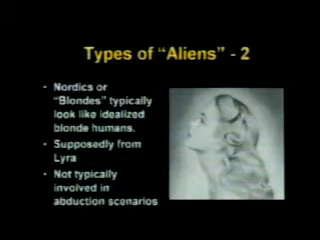 Types of “Aliens” - 2
• Nordics or
“Blondes” typically
look like idealized
blonde humans.
• Supposedly from
Lyra
• Not typically
involved in
abduction scenarios